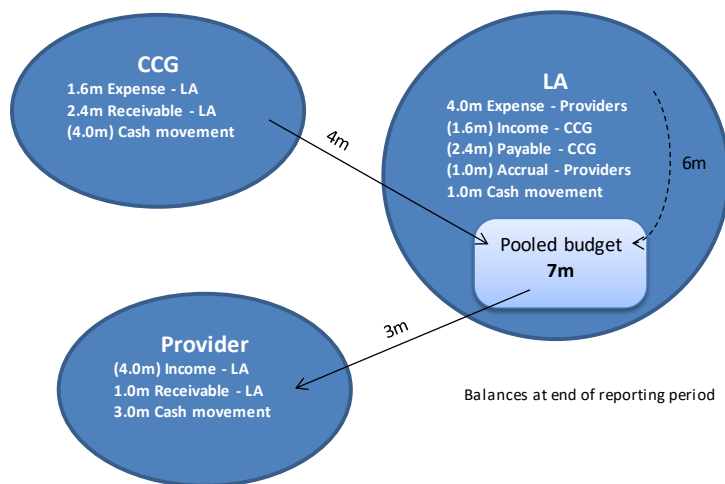 CCG
1.6m Expense - LA
2.4m Receivable - LA
(4.0m) Cash movement
4m
LA
4.0m Expense - Providers
(1.6m) Income - CCG
(2.4m) Payable - CCG
(1.0m) Accrual - Providers
1.0m Cash movement
6m
Pooled budget
7m
3m
Provider
(4.0m) Income - LA
1.0m Receivable - LA
3.0m Cash movement
Balances at end of reporting period